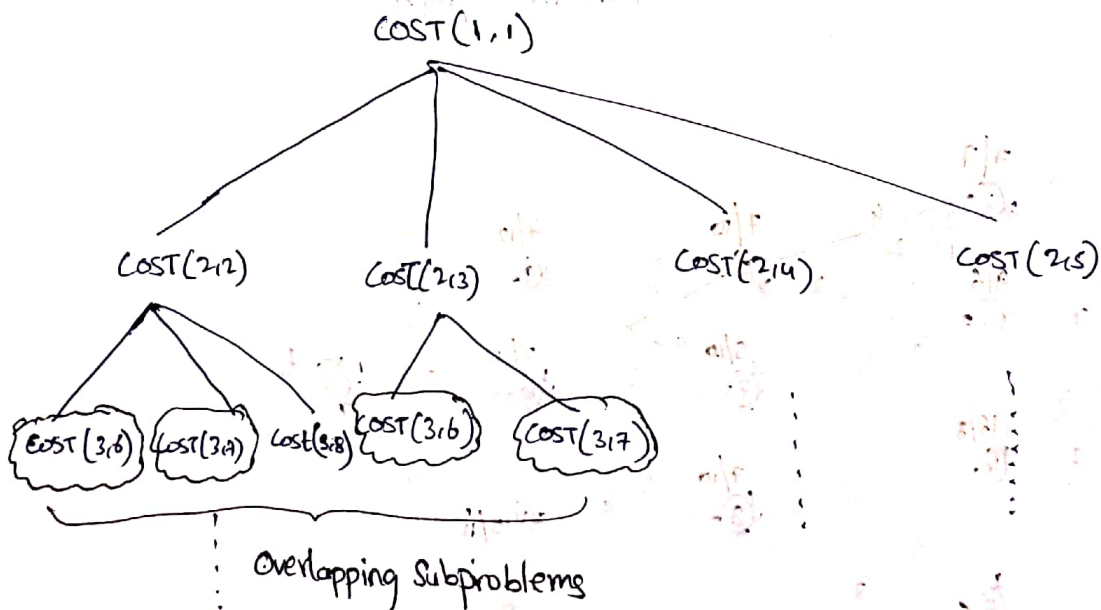 COST(1,1)
COST(2,2) COST(2,3) COST(2,4) COST(2,5)
COST(3,6) COST(3,7) COST(3,8) COST(3,6) COST(3,7)
Overlapping Subproblems